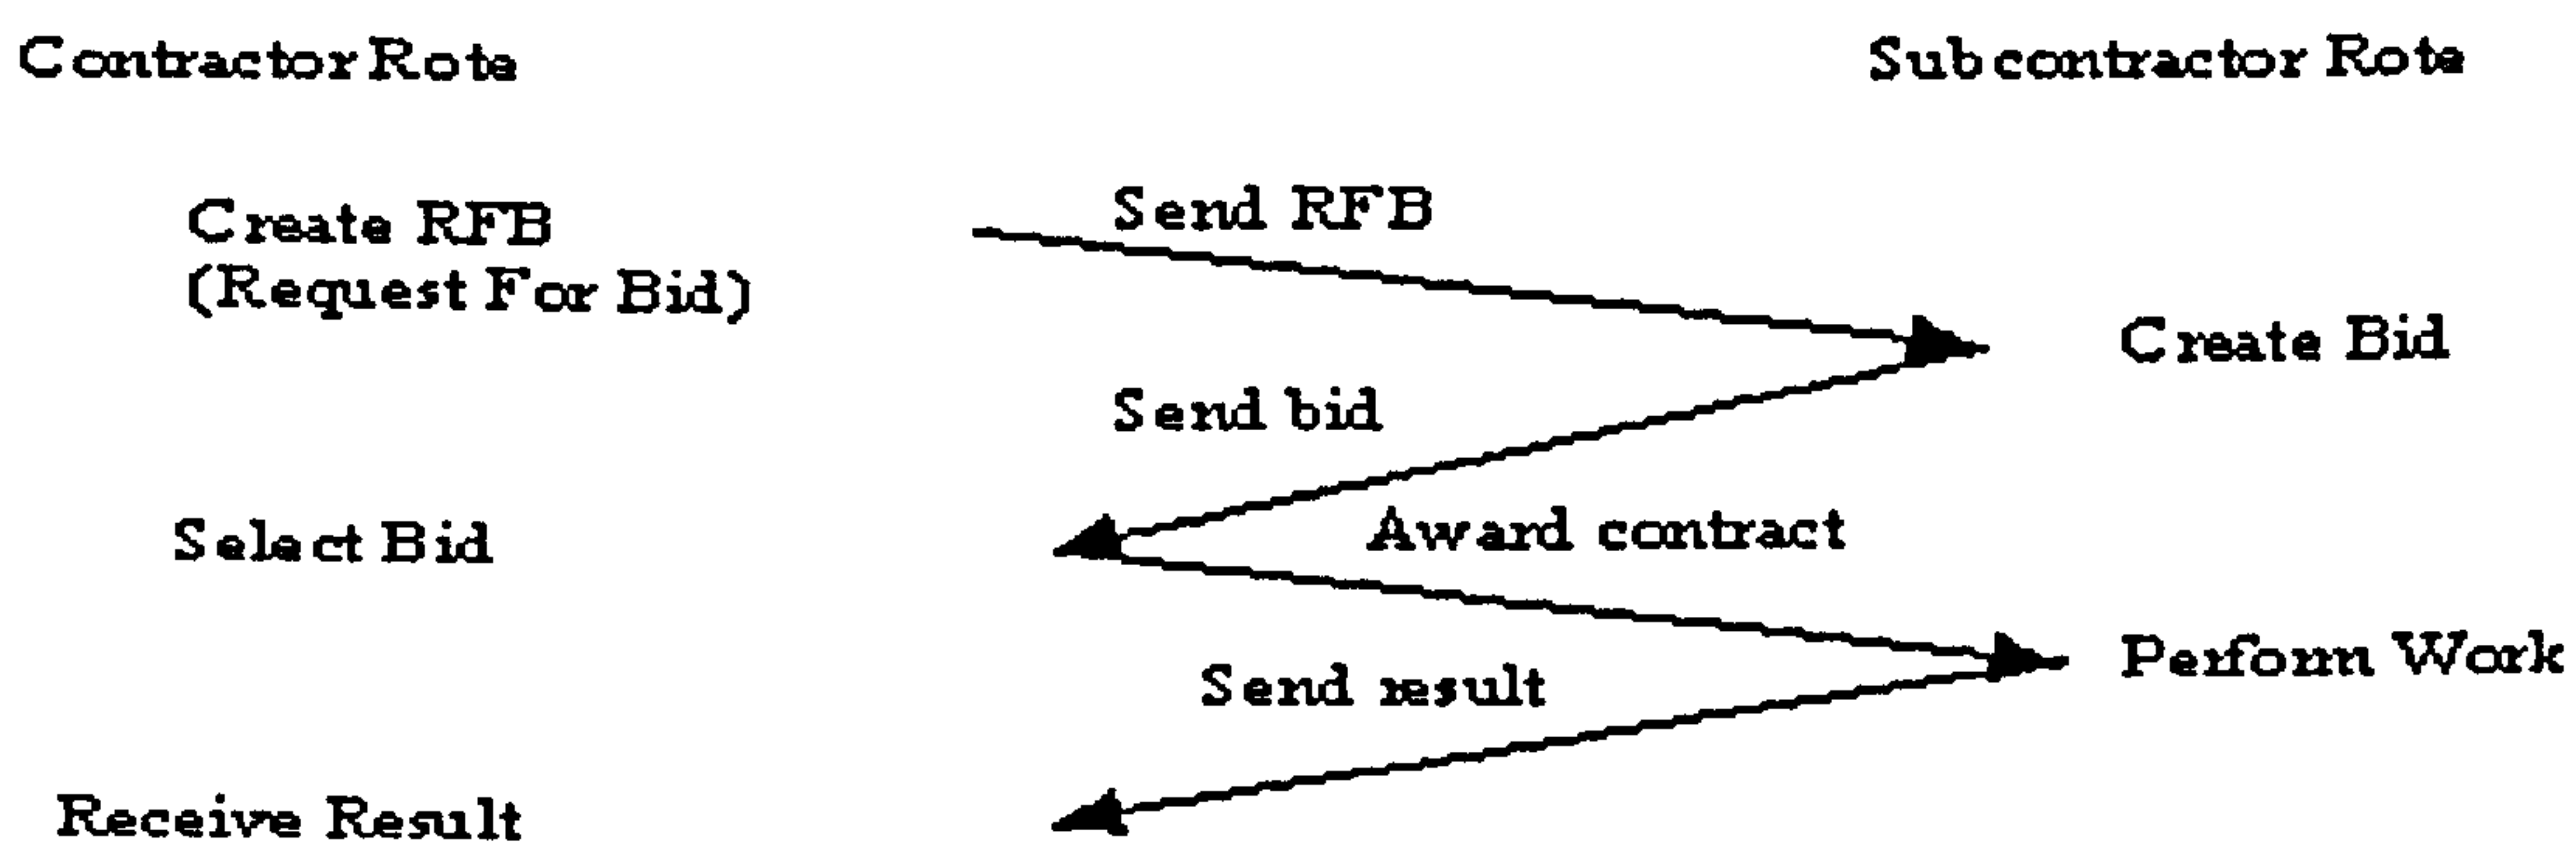 Contractor Rote
Subcontractor Rote
Create RFB
(Request For Bid)
Send RFB
Create Bid
Send bid
Select Bid
Award contract
Perform Work
Send result
Receive Result